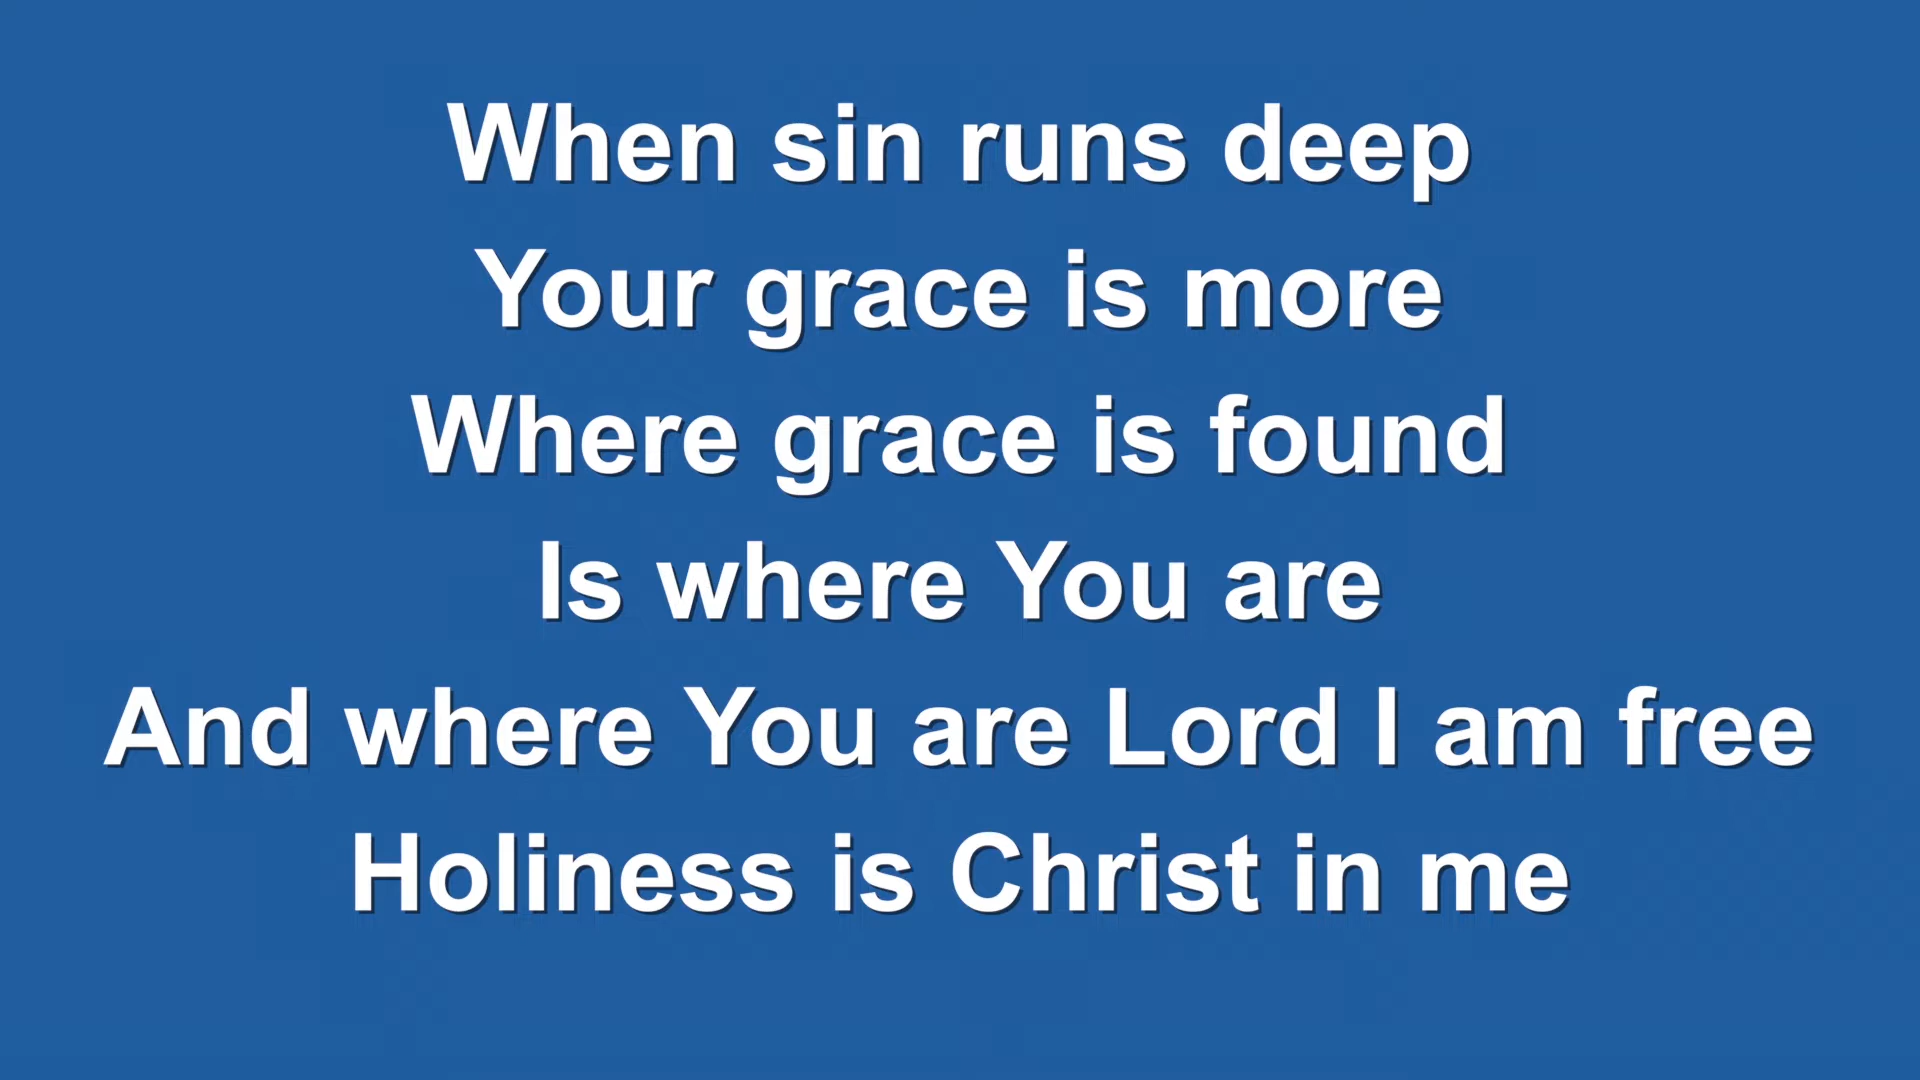 When sin runs deep
Your grace is more
Where grace is found
Is where You are
And where You are Lord I am free
Holiness is Christ in me